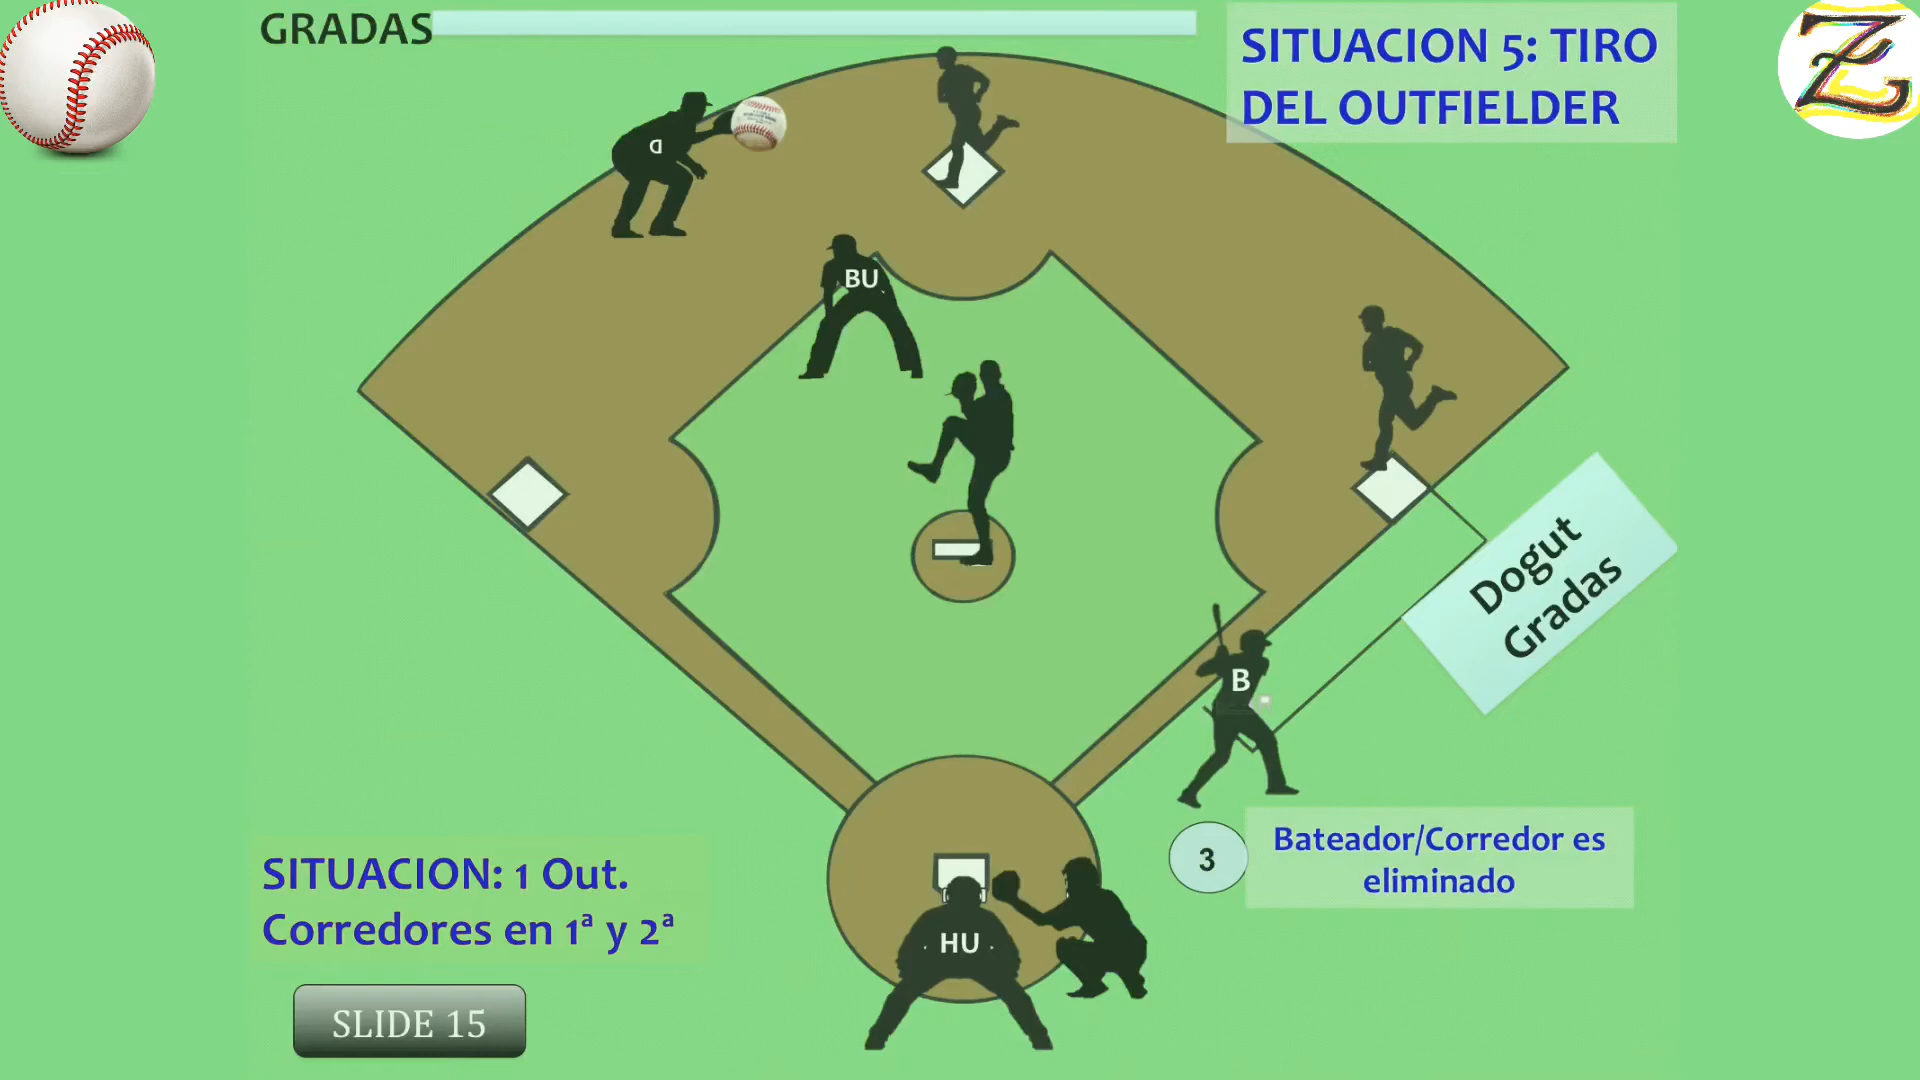 GRADAS
SITUACION 5: TIRO
DEL OUTFIELDER
D
BU
Dogut
Gradas
B
3
Bateador/Corredor es
eliminado
SITUACION: 1 Out.
Corredores en 1ª y 2ª
HU
SLIDE 15
Z